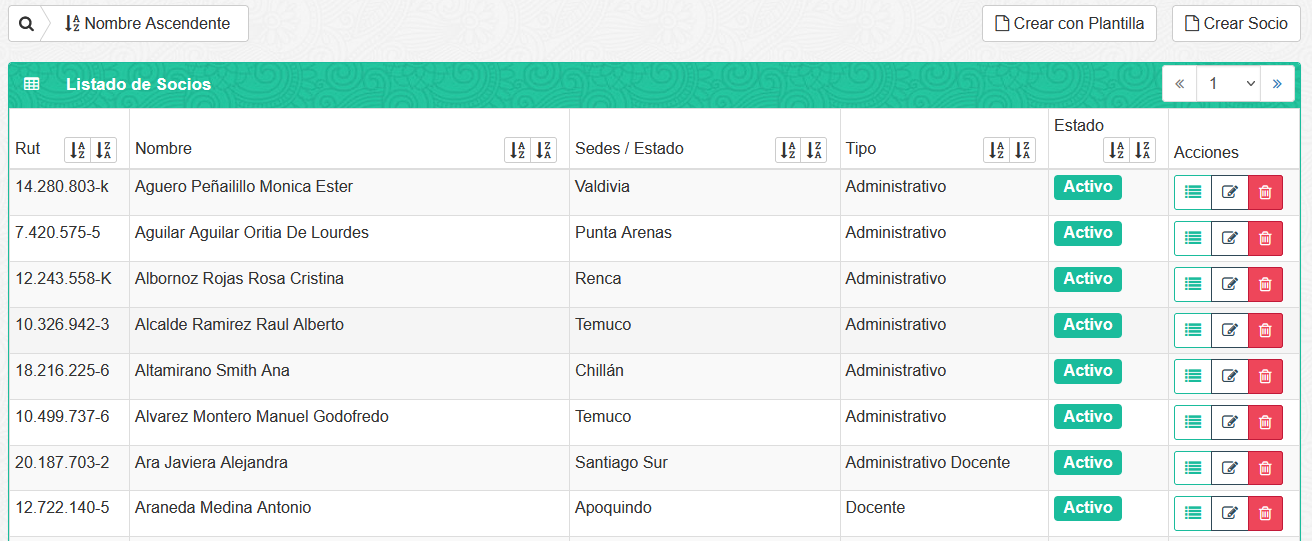 Nombre Ascendente Crear con Plantilla Crear Socio
Listado de Socios « 1 »
Rut Nombre Sedes / Estado Tipo Estado Acciones
14.280.803-k Aguero Peñailillo Monica Ester Valdivia Administrativo Activo
7.420.575-5 Aguilar Aguilar Oritia De Lourdes Punta Arenas Administrativo Activo
12.243.558-K Albornoz Rojas Rosa Cristina Renca Administrativo Activo
10.326.942-3 Alcalde Ramirez Raul Alberto Temuco Administrativo Activo
18.216.225-6 Altamirano Smith Ana Chillán Administrativo Activo
10.499.737-6 Alvarez Montero Manuel Godofredo Temuco Administrativo Activo
20.187.703-2 Ara Javiera Alejandra Santiago Sur Administrativo Docente Activo
12.722.140-5 Araneda Medina Antonio Apoquindo Docente Activo